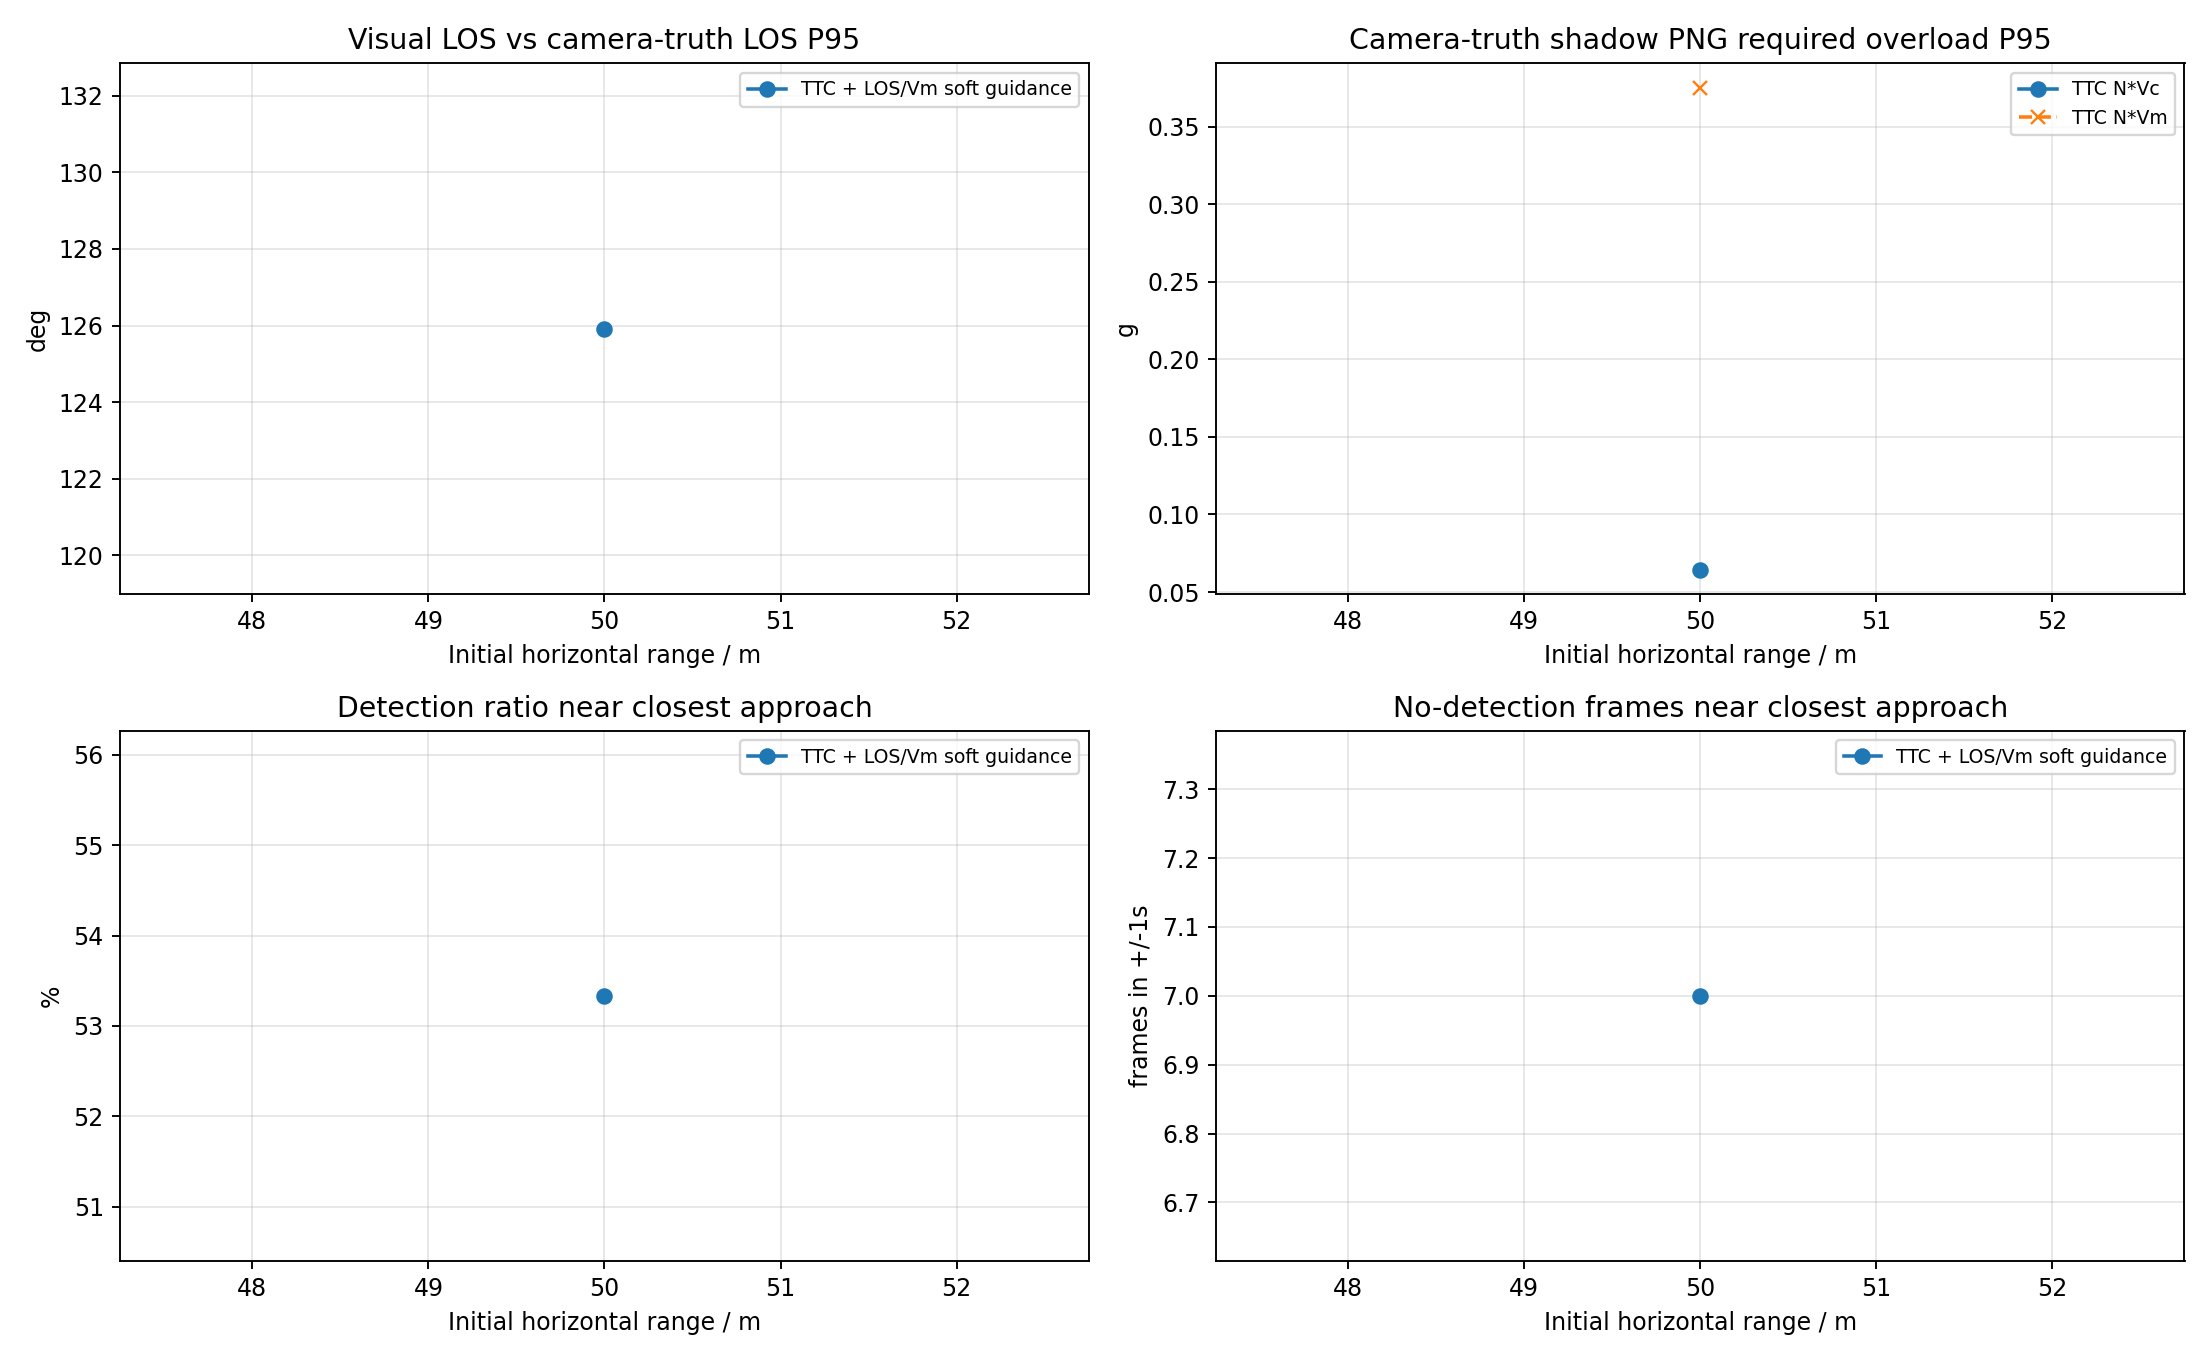 Visual LOS vs camera-truth LOS P95
TTC + LOS/Vm soft guidance
132
130
128
126
124
122
120
deg
48 49 50 51 52
Initial horizontal range / m
Camera-truth shadow PNG required overload P95
TTC N*Vc
TTC N*Vm
0.35
0.30
0.25
0.20
0.15
0.10
0.05
g
48 49 50 51 52
Initial horizontal range / m
Detection ratio near closest approach
TTC + LOS/Vm soft guidance
56
55
54
53
52
51
%
48 49 50 51 52
Initial horizontal range / m
No-detection frames near closest approach
TTC + LOS/Vm soft guidance
7.3
7.2
7.1
7.0
6.9
6.8
6.7
frames in +/-1s
48 49 50 51 52
Initial horizontal range / m